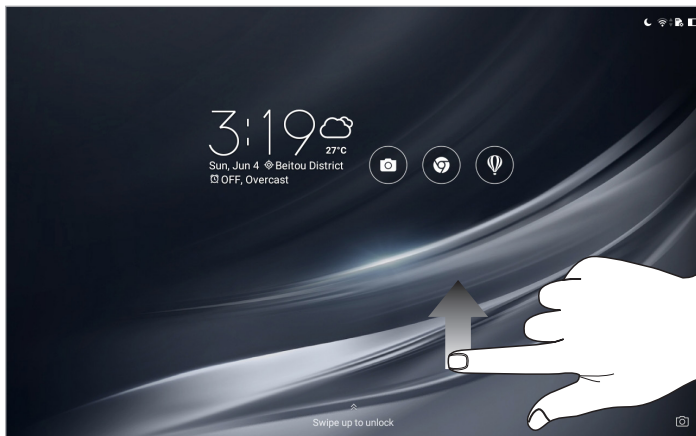 3:19
27°C
Sun, Jun 4 Beitou District
OFF, Overcast
Swipe up to unlock